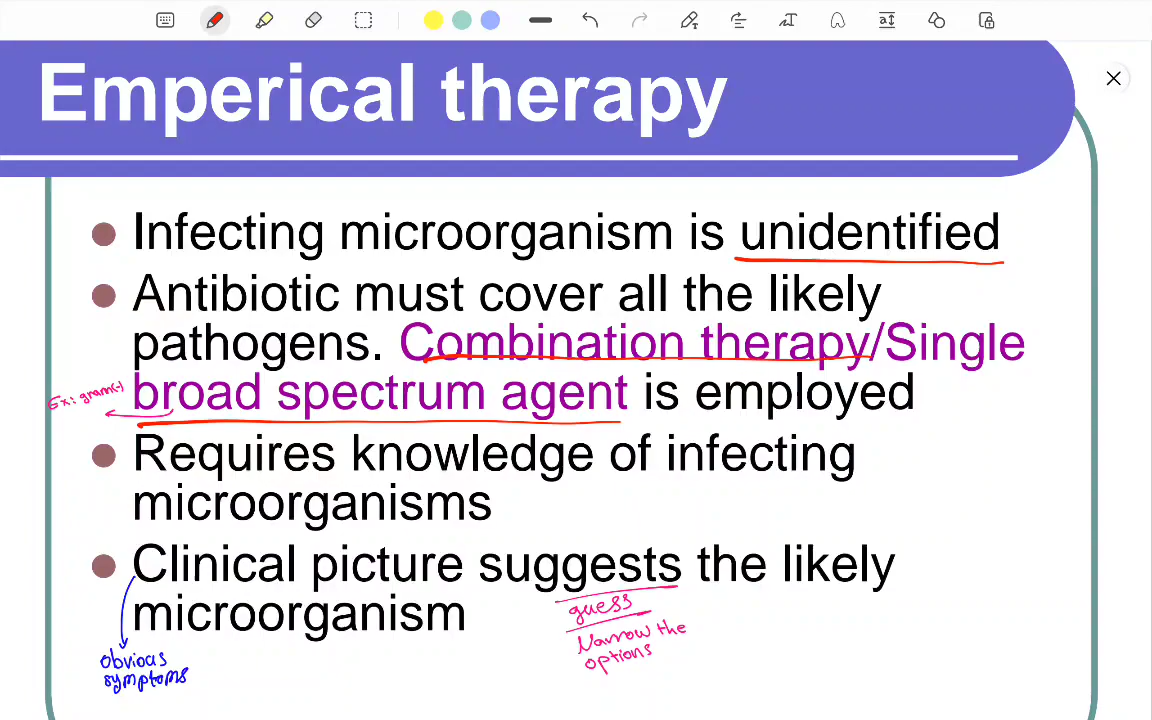 Emperical therapy
Infecting microorganism is unidentified
Antibiotic must cover all the likely
pathogens. Combination therapy/Single
Ex: gram(-)
broad spectrum agent is employed
Requires knowledge of infecting
microorganisms
Clinical picture suggests the likely
microorganism
guess
Narrow the
options
obvious
symptoms